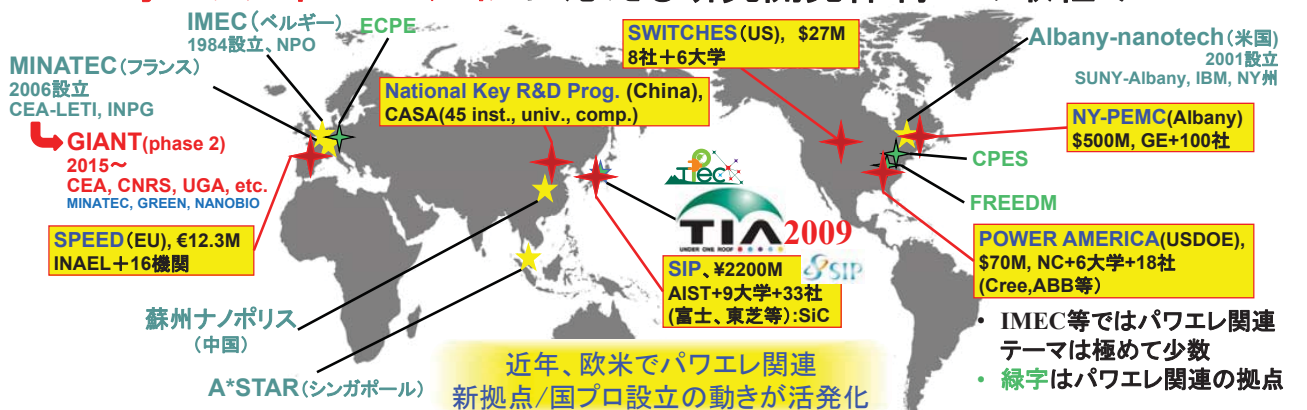 IMEC(ベルギー)
1984設立、NPO
ECPE
MINATEC(フランス)
2006設立
CEA-LETI, INPG
GIANT(phase 2)
2015～
CEA, CNRS, UGA, etc.
MINATEC, GREEN, NANOBIO
SPEED(EU), €12.3M
INAEL＋16機関
National Key R&D Prog. (China),
CASA(45 inst., univ., comp.)
SWITCHES(US), $27M
8社＋6大学
Albany-nanotech(米国)
2001設立
SUNY-Albany, IBM, NY州
NY-PEMC(Albany)
$500M, GE+100社
CPES
FREEDM
POWER AMERICA(USDOE),
$70M, NC+6大学+18社
(Cree,ABB等)
TPEC
TIA 2009
UNDER ONE ROOF
SIP、¥2200M
AIST+9大学+33社
(富士、東芝等):SiC
SIP
蘇州ナノポリス
(中国)
A*STAR(シンガポール)
近年、欧米でパワエレ関連
新拠点/国プロ設立の動きが活発化
• IMEC等ではパワエレ関連
テーマは極めて少数
• 緑字はパワエレ関連の拠点